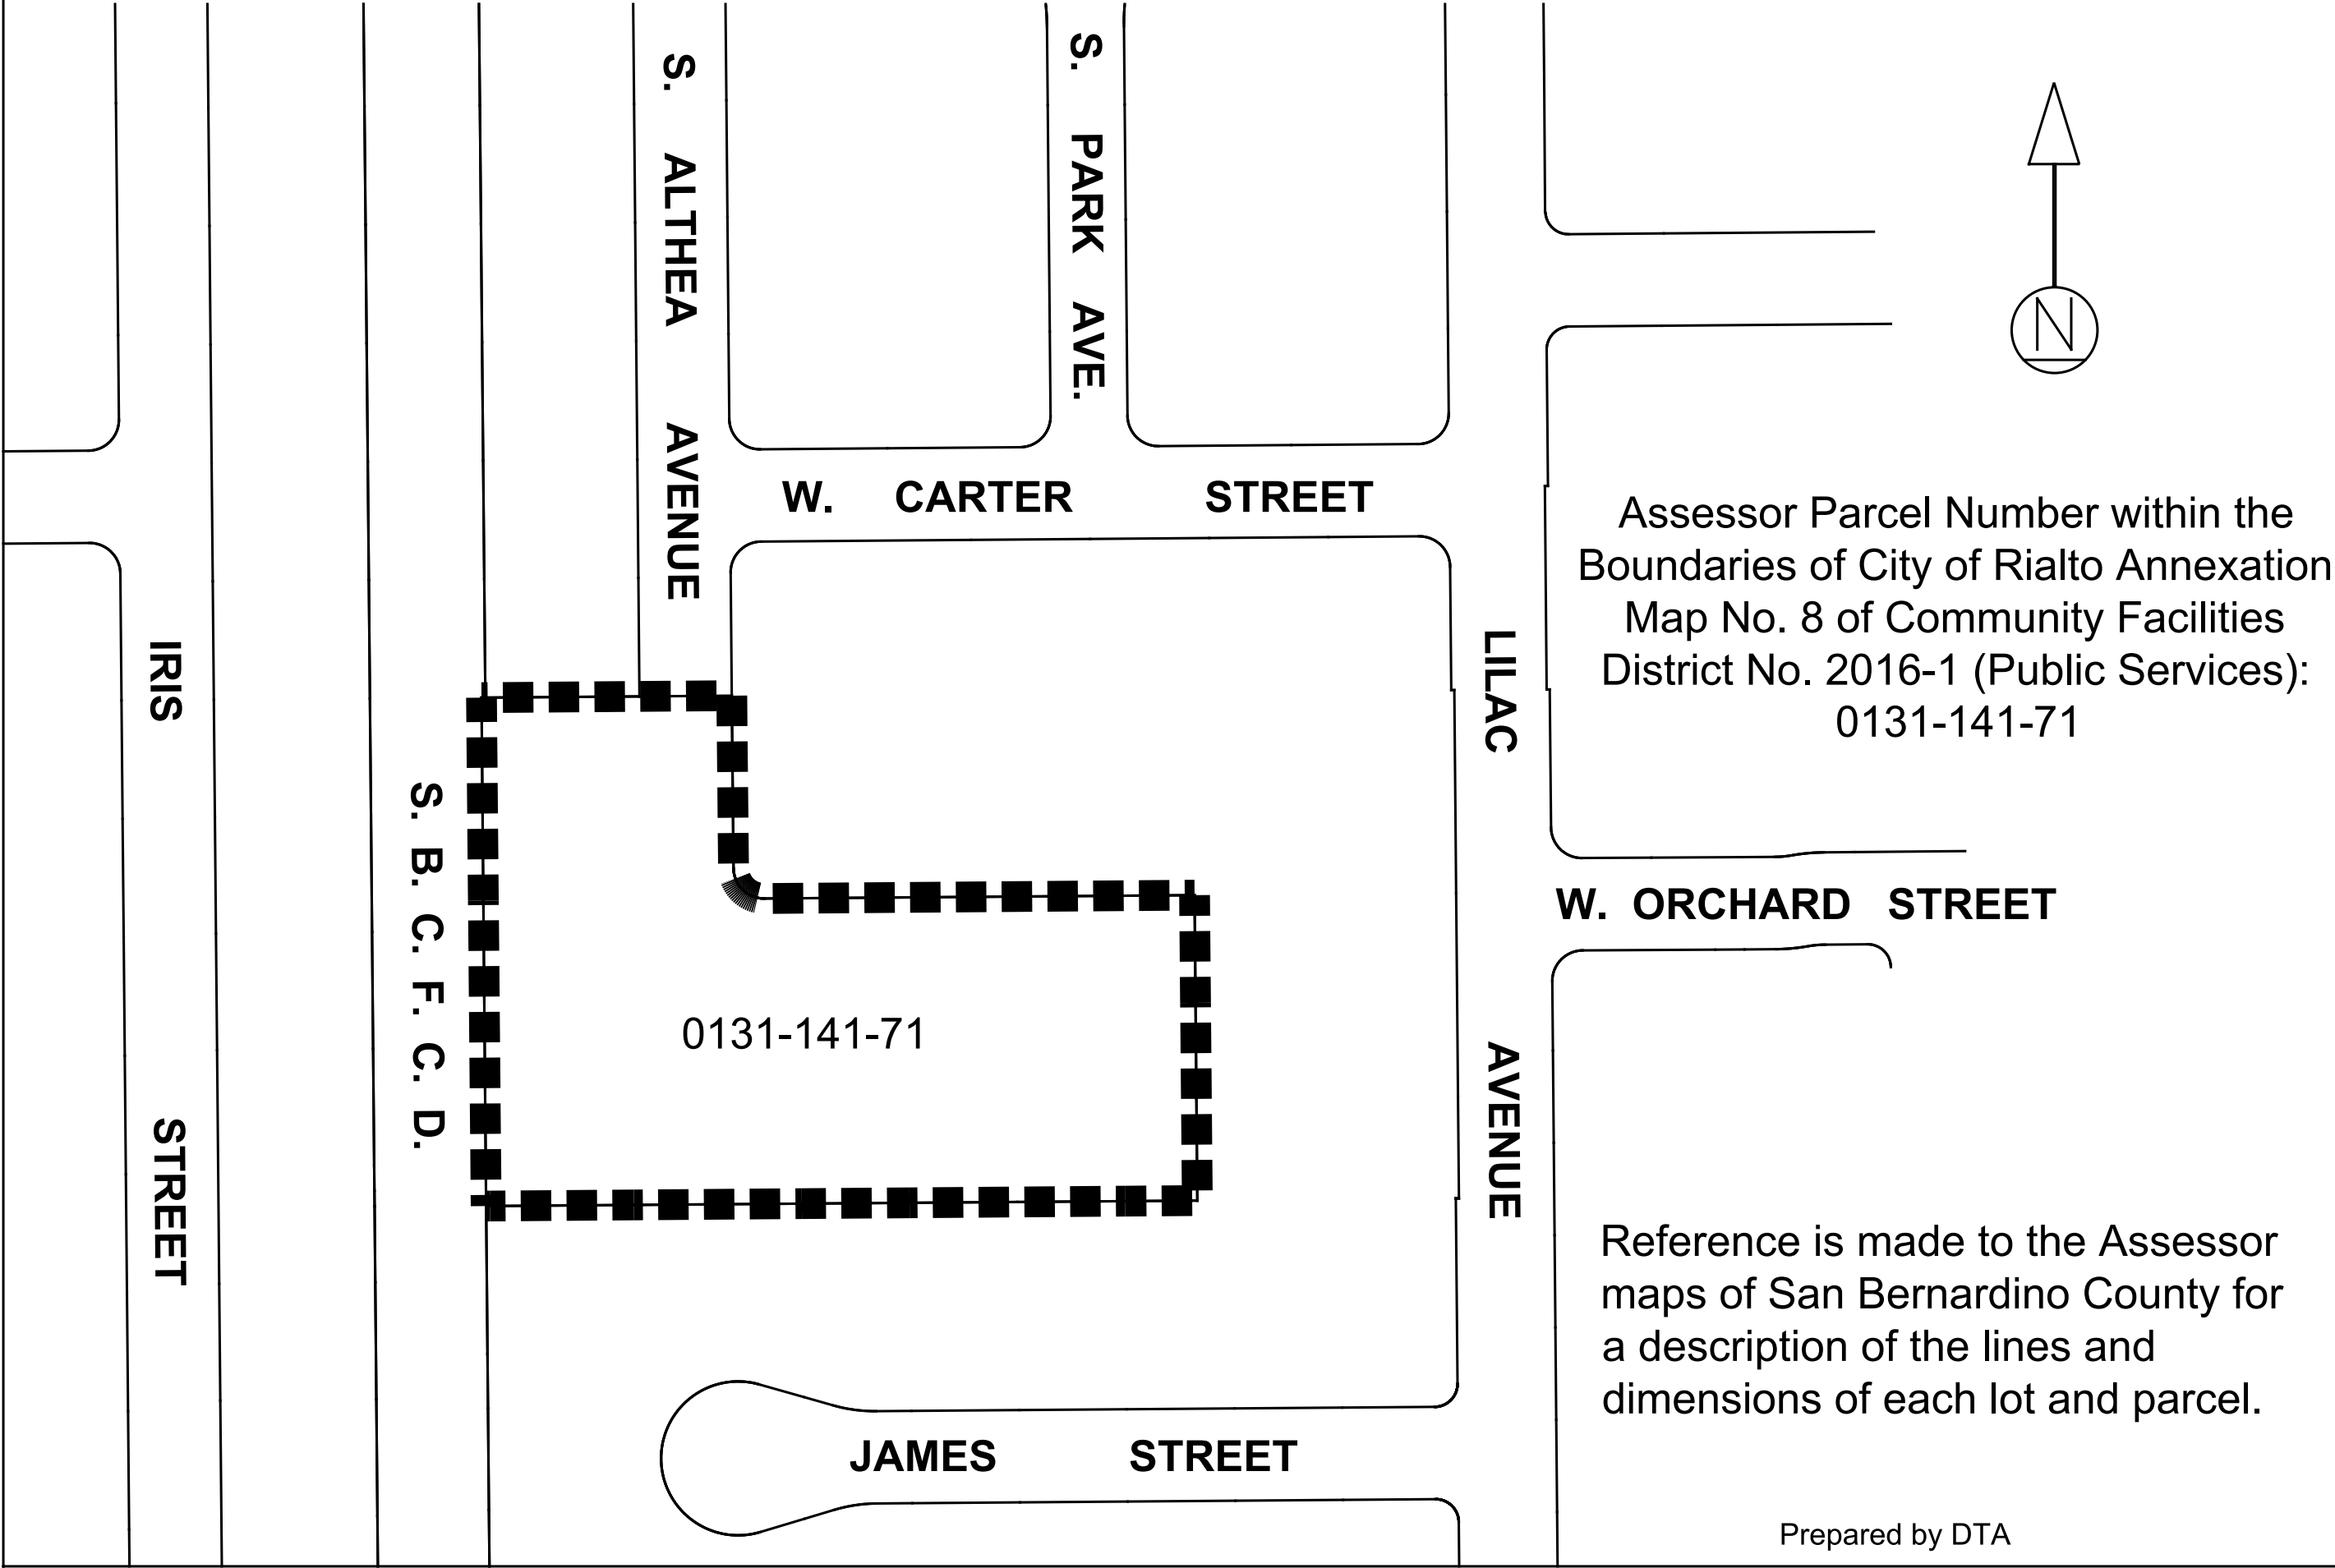 S. ALTHEA AVENUE
S. PARK AVE.
N
W. CARTER STREET
Assessor Parcel Number within the
Boundaries of City of Rialto Annexation
Map No. 8 of Community Facilities
District No. 2016-1 (Public Services):
0131-141-71
IRIS STREET
S. B. C. F. C. D.
LILAC AVENUE
W. ORCHARD STREET
0131-141-71
Reference is made to the Assessor
maps of San Bernardino County for
a description of the lines and
dimensions of each lot and parcel.
JAMES STREET
Prepared by DTA